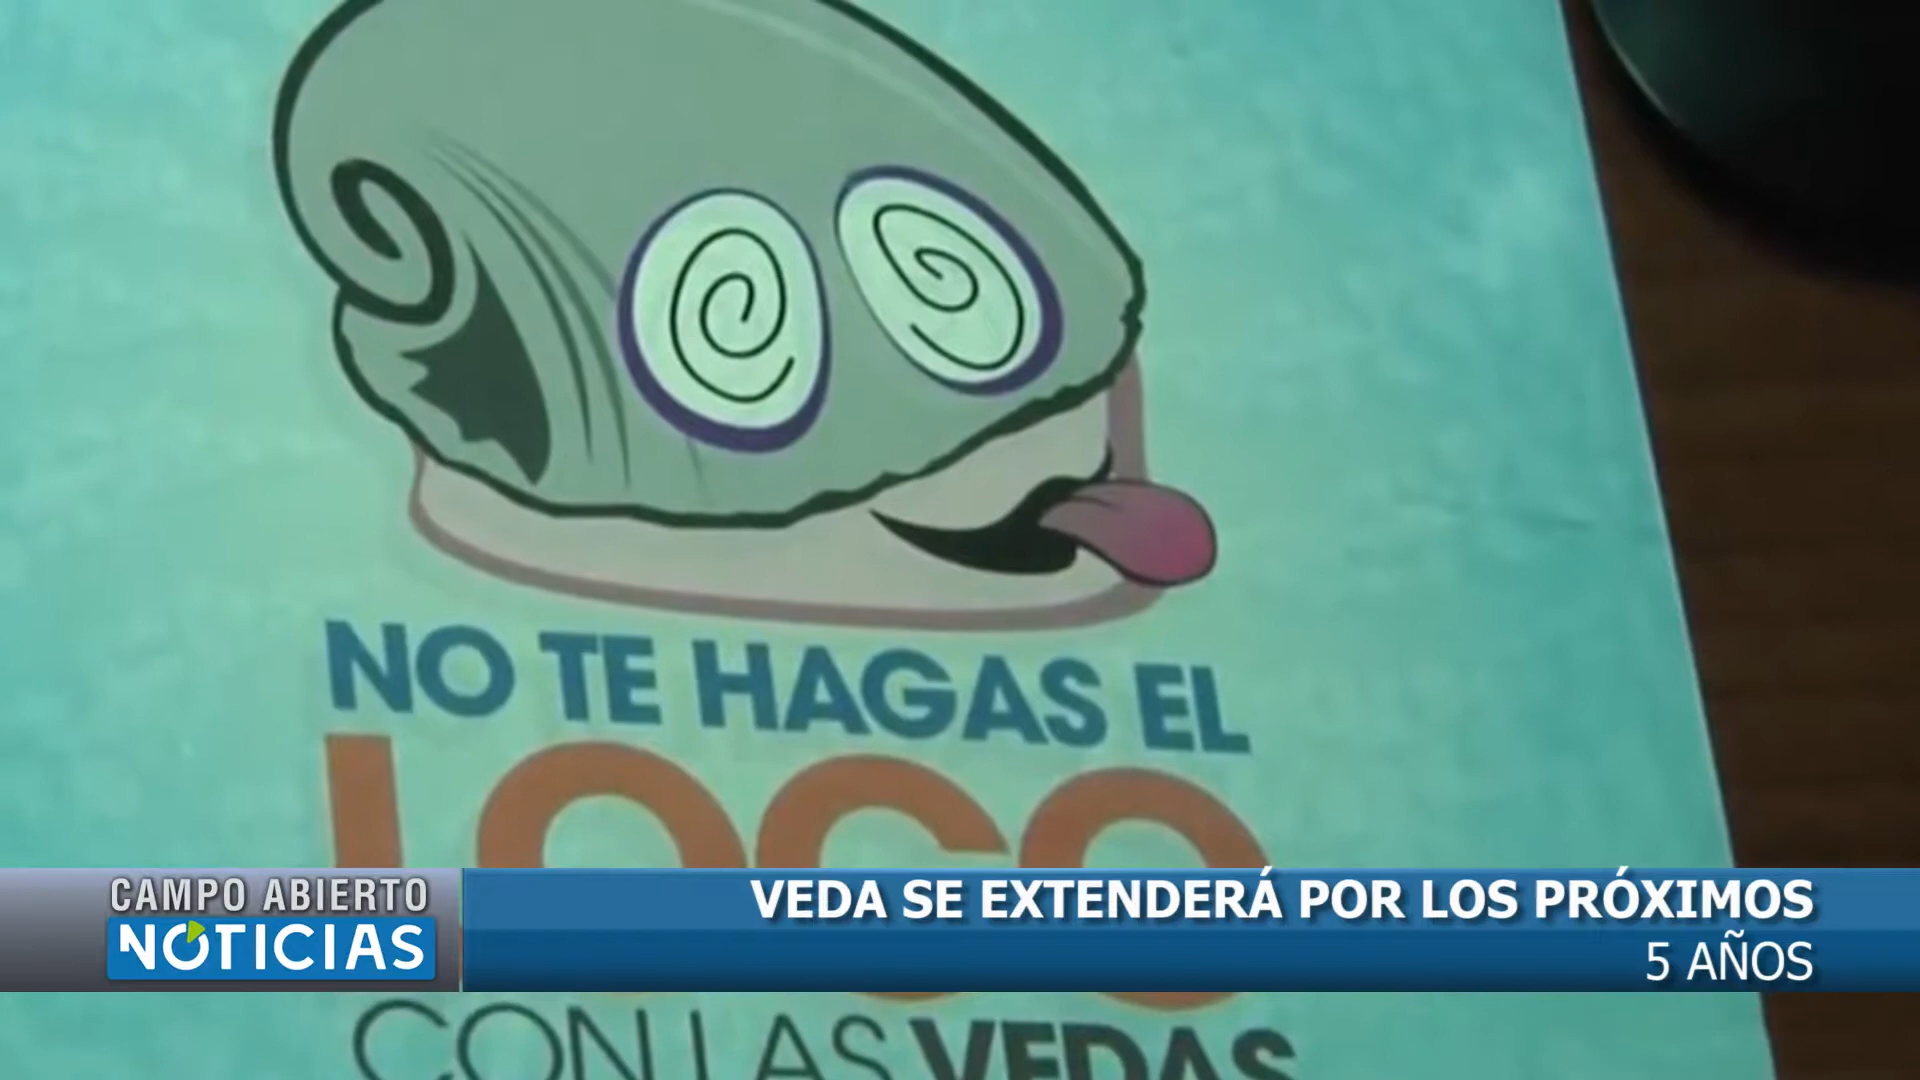 NO TE HAGAS EL
LOCO
CON LAS VEDAS
CAMPO ABIERTO
NOTICIAS
VEDA SE EXTENDERÁ POR LOS PRÓXIMOS
5 AÑOS